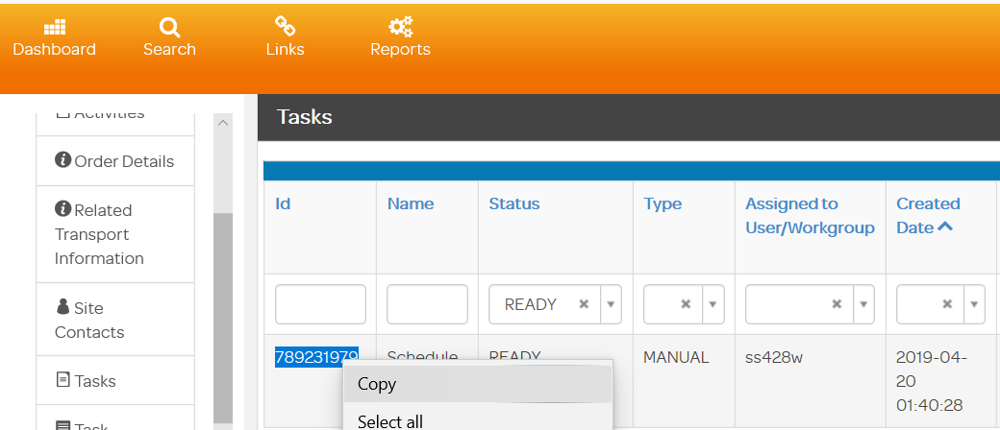 Dashboard
Search
Links
Reports
Activities
Order Details
Related
Transport
Information
Site
Contacts
Tasks
Task
Tasks
Id
Name
Status
Type
Assigned to
User/Workgroup
Created
Date
READY
789231979
Schedule
READY
MANUAL
ss428w
2019-04-
20
01:40:28
Copy
Select all